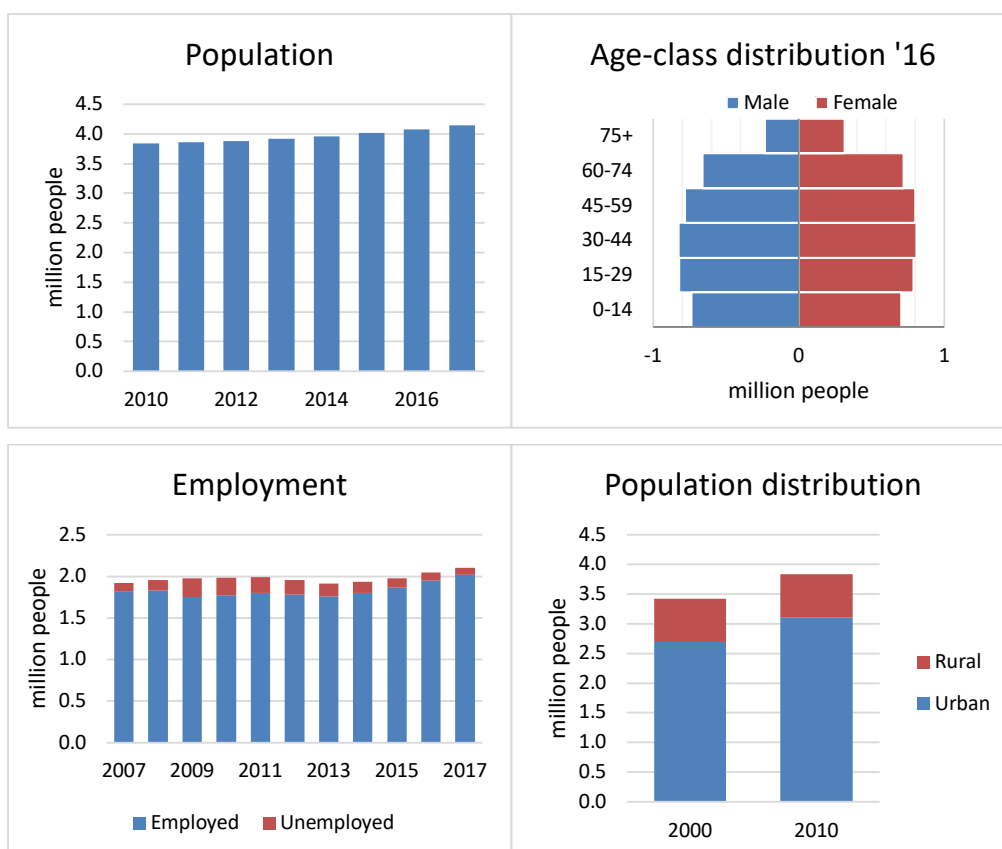 Population
4.5
4.0
3.5
3.0
2.5
2.0
1.5
1.0
0.5
0.0
million people
2010 2012 2014 2016
Age-class distribution '16
Male Female
75+
60-74
45-59
30-44
15-29
0-14
-1 0 1
million people
Employment
2.5
2.0
1.5
1.0
0.5
0.0
million people
2007 2009 2011 2013 2015 2017
Employed Unemployed
Population distribution
4.5
4.0
3.5
3.0
2.5
2.0
1.5
1.0
0.5
0.0
million people
2000 2010
Rural
Urban